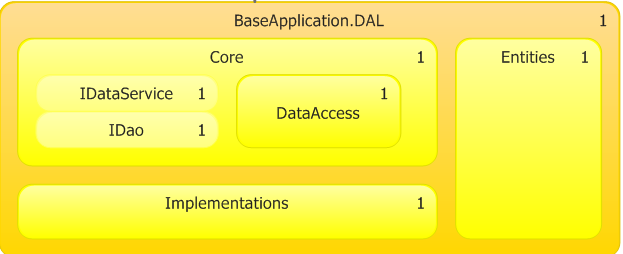 BaseApplication.DAL 1
Core 1
Entities 1
IDataService 1
1
DataAccess
IDao 1
Implementations 1